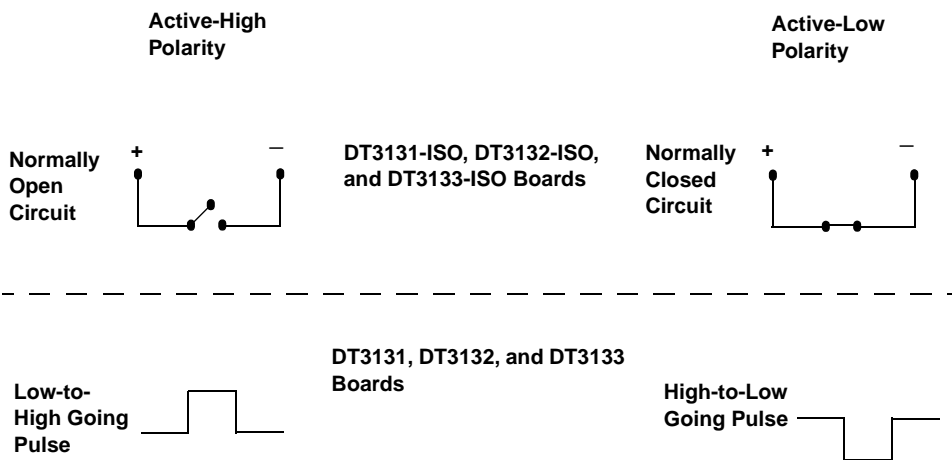 Active-High
Polarity
Active-Low
Polarity
Normally
Open
Circuit
+
–
DT3131-ISO, DT3132-ISO,
and DT3133-ISO Boards
Normally
Closed
Circuit
+
–
DT3131, DT3132, and DT3133
Boards
Low-to-
High Going
Pulse
High-to-Low
Going Pulse